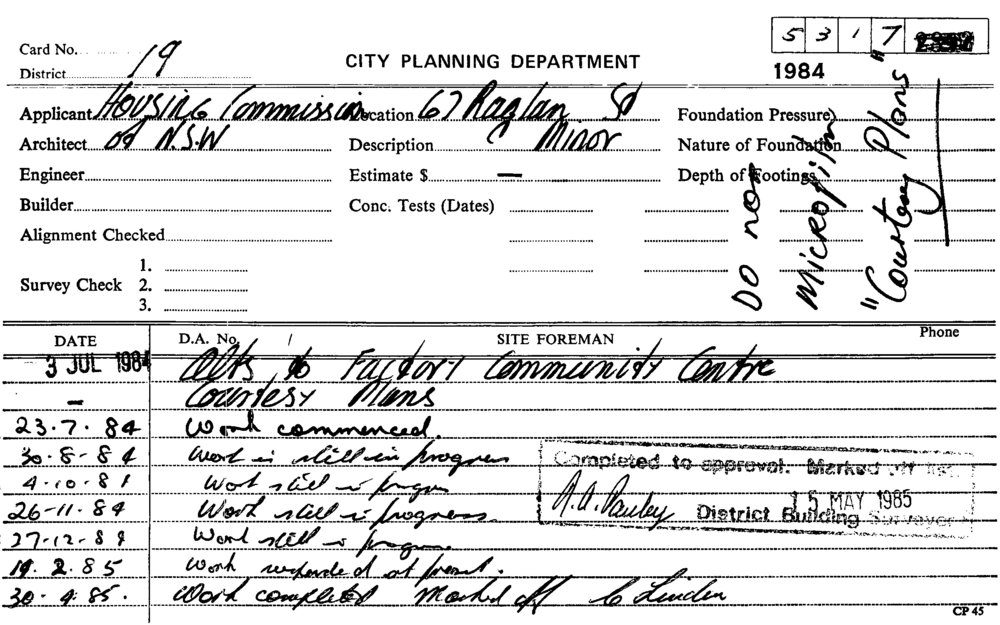 5 3 1 7
Card No. 19
District
CITY PLANNING DEPARTMENT
1984
Applicant Housing Commission
of N.S.W
Architect
Engineer
Builder
Alignment Checked
Survey Check 1.
2.
3.
Location 67 Raglan St
Description Minor
Estimate $ —
Conc. Tests (Dates)
Foundation Pressure
Nature of Foundation
Depth of Footings
Do not
Microfilm
"Courtesy Plans"
DATE D.A. No. SITE FOREMAN Phone
3 JUL 1984 Alts to Factory Community Centre
– Courtesy Plans
23.7.84 Work commenced.
30-8-84 Work is still in progress
4-10-84 Work still in progress
26-11-84 Work still in progress.
27-12-84 Work still in progress.
19.2.85 Work suspended at present.
30.4.85. Work completed Marked off C Linden
Completed to approval. Marked off
15 MAY 1985
District Building Surveyor
CP 45